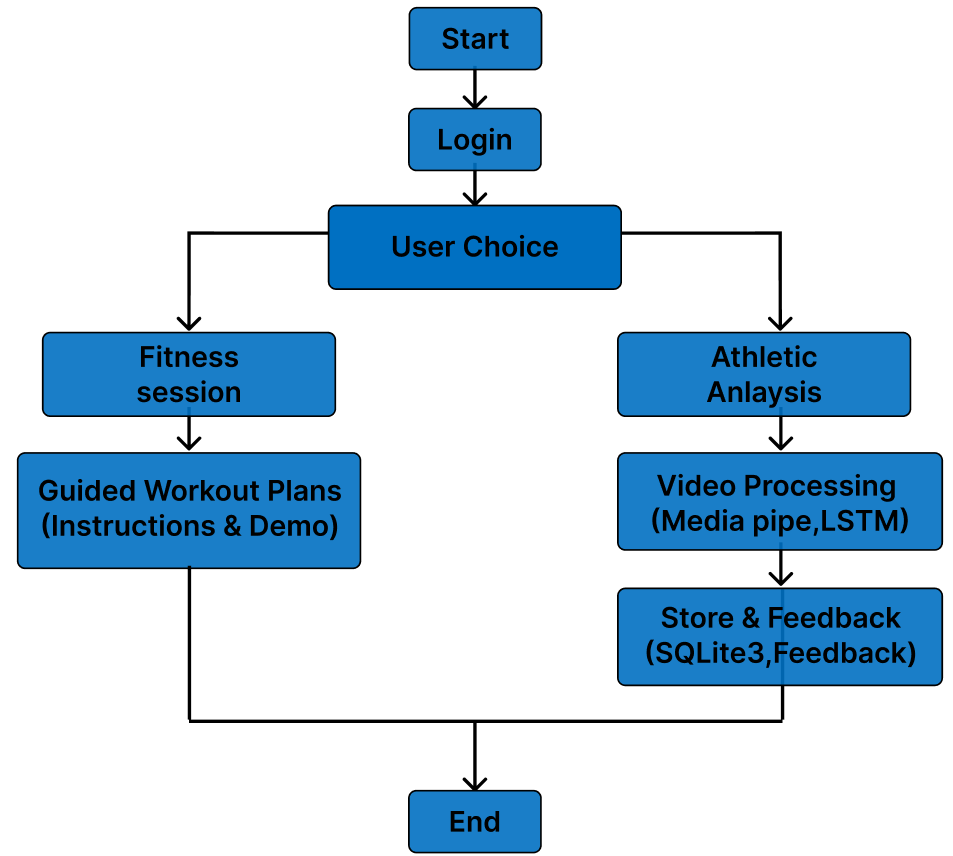 Start
Login
User Choice
Fitness
session
Athletic
Anlaysis
Guided Workout Plans
(Instructions & Demo)
Video Processing
(Media pipe,LSTM)
Store & Feedback
(SQLite3,Feedback)
End